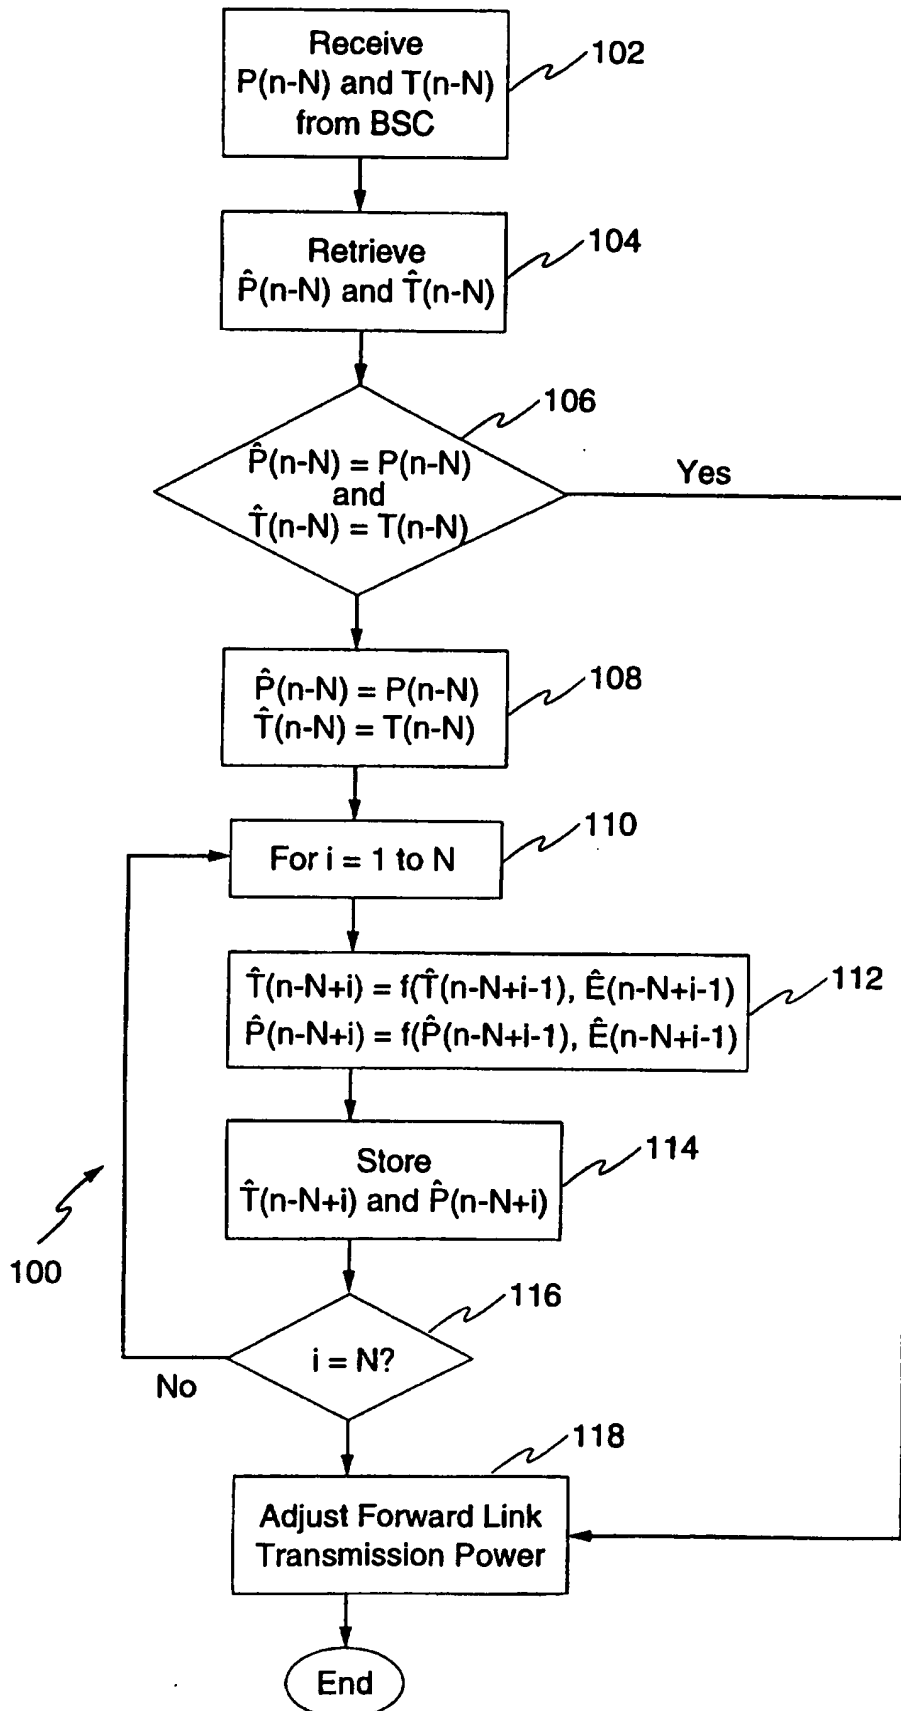 Receive
P(n-N) and T(n-N)
from BSC
102
Retrieve
P̂(n-N) and T̂(n-N)
104
106
P̂(n-N) = P(n-N)
and
T̂(n-N) = T(n-N)
Yes
P̂(n-N) = P(n-N)
T̂(n-N) = T(n-N)
108
For i = 1 to N
110
T̂(n-N+i) = f(T̂(n-N+i-1), Ê(n-N+i-1)
P̂(n-N+i) = f(P̂(n-N+i-1), Ê(n-N+i-1)
112
Store
T̂(n-N+i) and P̂(n-N+i)
114
100
116
i = N?
No
118
Adjust Forward Link
Transmission Power
End